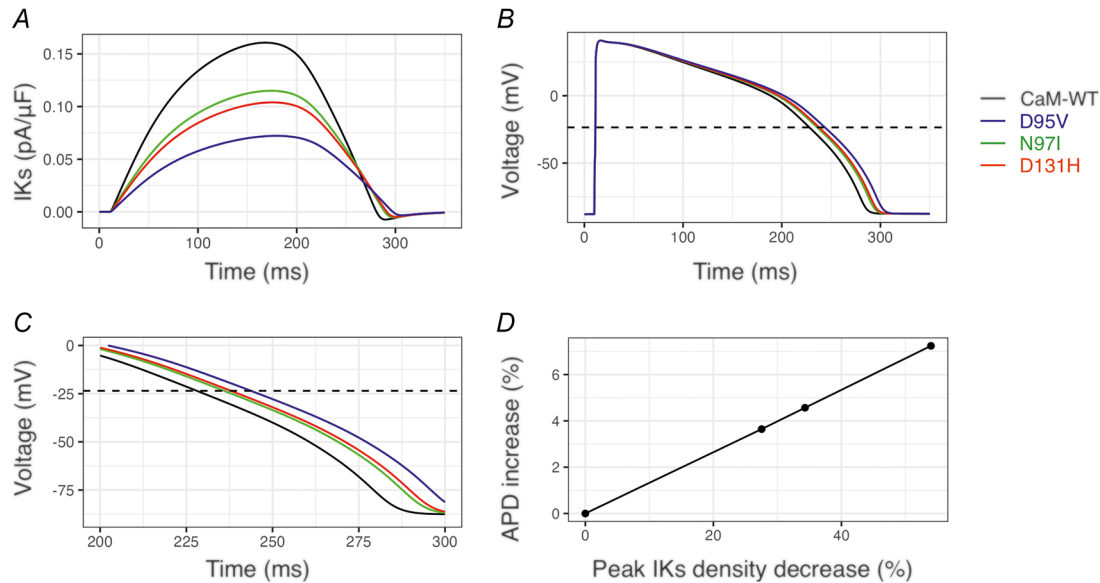 A
IKs (pA/µF)
0.15
0.10
0.05
0.00
0 100 200 300
Time (ms)
B
Voltage (mV)
0
-50
0 100 200 300
Time (ms)
CaM-WT
D95V
N97I
D131H
C
Voltage (mV)
0
-25
-50
-75
200 225 250 275 300
Time (ms)
D
APD increase (%)
6
4
2
0
0 20 40
Peak IKs density decrease (%)